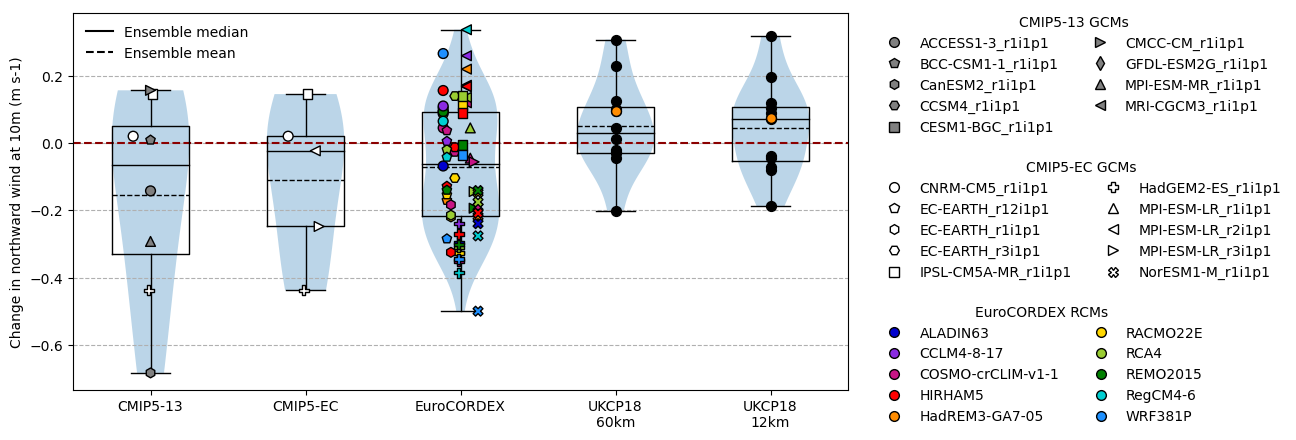 Change in northward wind at 10m (m s-1)
0.2
0.0
−0.2
−0.4
−0.6
Ensemble median
Ensemble mean
CMIP5-13
CMIP5-EC
EuroCORDEX
UKCP18
60km
UKCP18
12km
CMIP5-13 GCMs
ACCESS1-3_r1i1p1
BCC-CSM1-1_r1i1p1
CanESM2_r1i1p1
CCSM4_r1i1p1
CESM1-BGC_r1i1p1
CMCC-CM_r1i1p1
GFDL-ESM2G_r1i1p1
MPI-ESM-MR_r1i1p1
MRI-CGCM3_r1i1p1
CMIP5-EC GCMs
CNRM-CM5_r1i1p1
EC-EARTH_r12i1p1
EC-EARTH_r1i1p1
EC-EARTH_r3i1p1
IPSL-CM5A-MR_r1i1p1
HadGEM2-ES_r1i1p1
MPI-ESM-LR_r1i1p1
MPI-ESM-LR_r2i1p1
MPI-ESM-LR_r3i1p1
NorESM1-M_r1i1p1
EuroCORDEX RCMs
ALADIN63
CCLM4-8-17
COSMO-crCLIM-v1-1
HIRHAM5
HadREM3-GA7-05
RACMO22E
RCA4
REMO2015
RegCM4-6
WRF381P